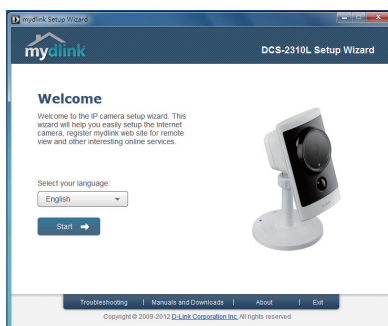 mydlink Setup Wizard
mydlink
DCS-2310L Setup Wizard
Welcome
Welcome to the IP camera setup wizard. This
wizard will help you easily setup the Internet
camera, register mydlink web site for remote
view and other interesting online services.
Select your language:
English
Start
Troubleshooting | Manuals and Downloads | About | Exit
Copyright © 2009-2012 D-Link Corporation Inc. All rights reserved.